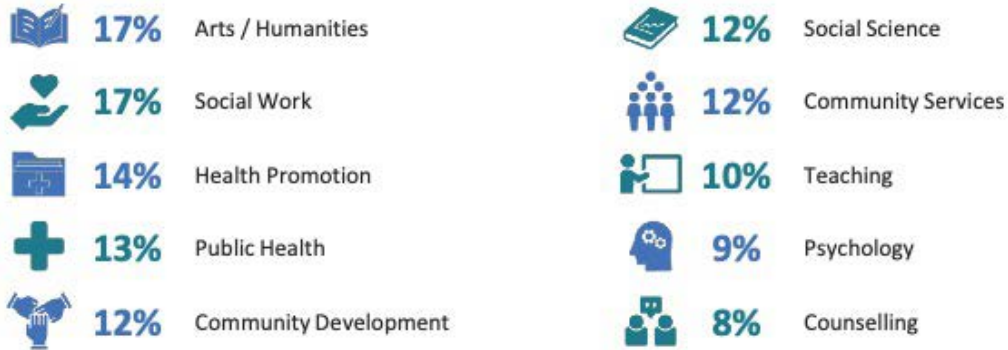 17% Arts / Humanities
17% Social Work
14% Health Promotion
13% Public Health
12% Community Development
12% Social Science
12% Community Services
10% Teaching
9% Psychology
8% Counselling